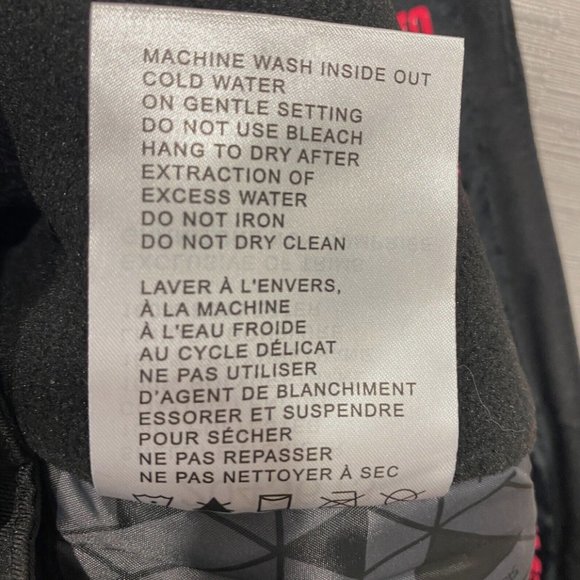 MACHINE WASH INSIDE OUT
COLD WATER
ON GENTLE SETTING
DO NOT USE BLEACH
HANG TO DRY AFTER
EXTRACTION OF
EXCESS WATER
DO NOT IRON
DO NOT DRY CLEAN
LAVER À L'ENVERS,
À LA MACHINE
À L'EAU FROIDE
AU CYCLE DÉLICAT
NE PAS UTILISER
D'AGENT DE BLANCHIMENT
ESSORER ET SUSPENDRE
POUR SÉCHER
NE PAS REPASSER
NE PAS NETTOYER À SEC